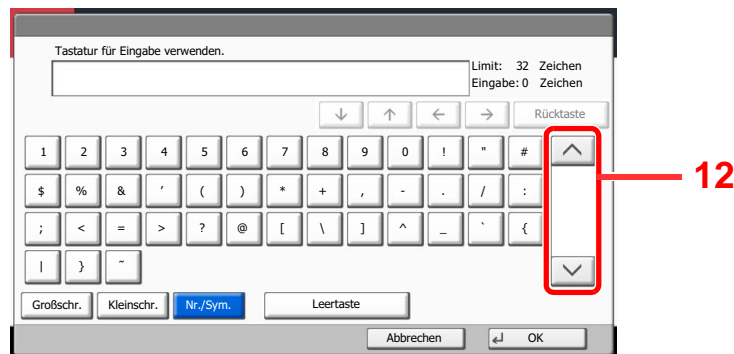 Tastatur für Eingabe verwenden.
Limit: 32 Zeichen
Eingabe: 0 Zeichen
↓ ↑ ← → Rücktaste
1 2 3 4 5 6 7 8 9 0 ! " #
$ % & ' ( ) * + , - . / :
; < = > ? @ [ \ ] ^ _ ` {
| } ~
12
Großschr. Kleinschr. Nr./Sym. Leertaste
Abbrechen ↵ OK